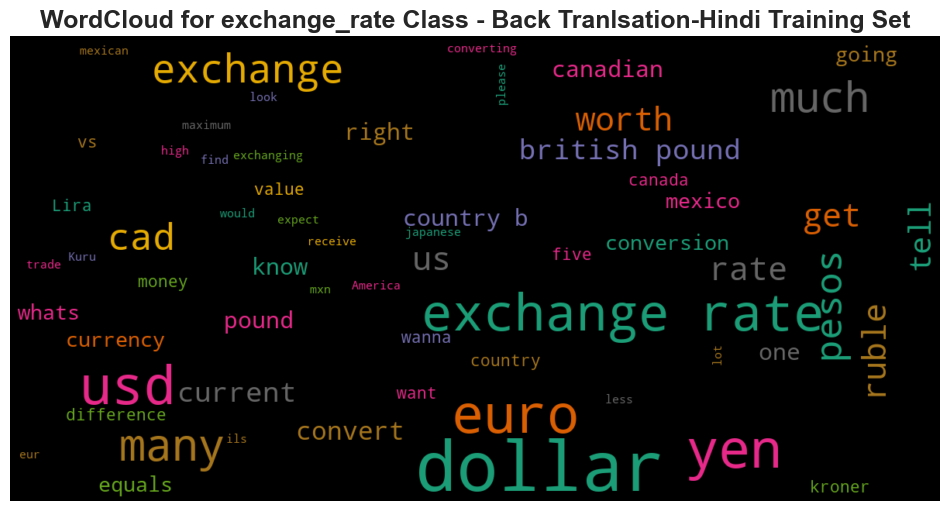 WordCloud for exchange_rate Class - Back Tranlsation-Hindi Training Set
mexican
converting
going
exchange
canadian
please
look
much
worth
maximum
right
vs
british pound
high
find
exchanging
canada
value
mexico
Lira
would
expect
country b
get
tell
cad
receive
japanese
conversion
us
five
Kuru
trade
know
rate
money
mxn
America
pesos
whats
pound
exchange rate
ruble
currency
wanna
one
lot
country
usd
current
want
less
difference
euro
many
ils
convert
yen
eur
dollar
equals
kroner